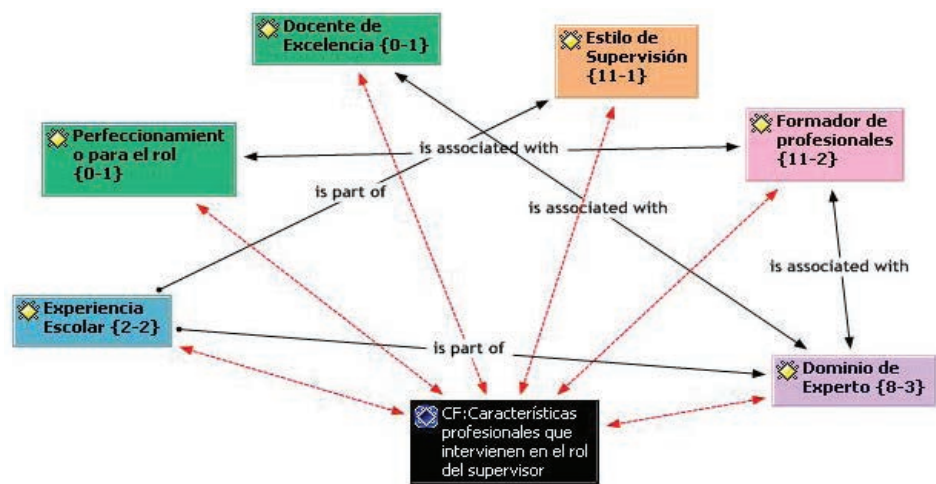 Docente de
Excelencia {0-1}
Estilo de
Supervisión
{11-1}
Perfeccionamient
o para el rol
{0-1}
Formador de
profesionales
{11-2}
is associated with
is part of
is associated with
is associated with
Experiencia
Escolar {2-2}
is part of
Dominio de
Experto {8-3}
CF:Características
profesionales que
intervienen en el rol
del supervisor